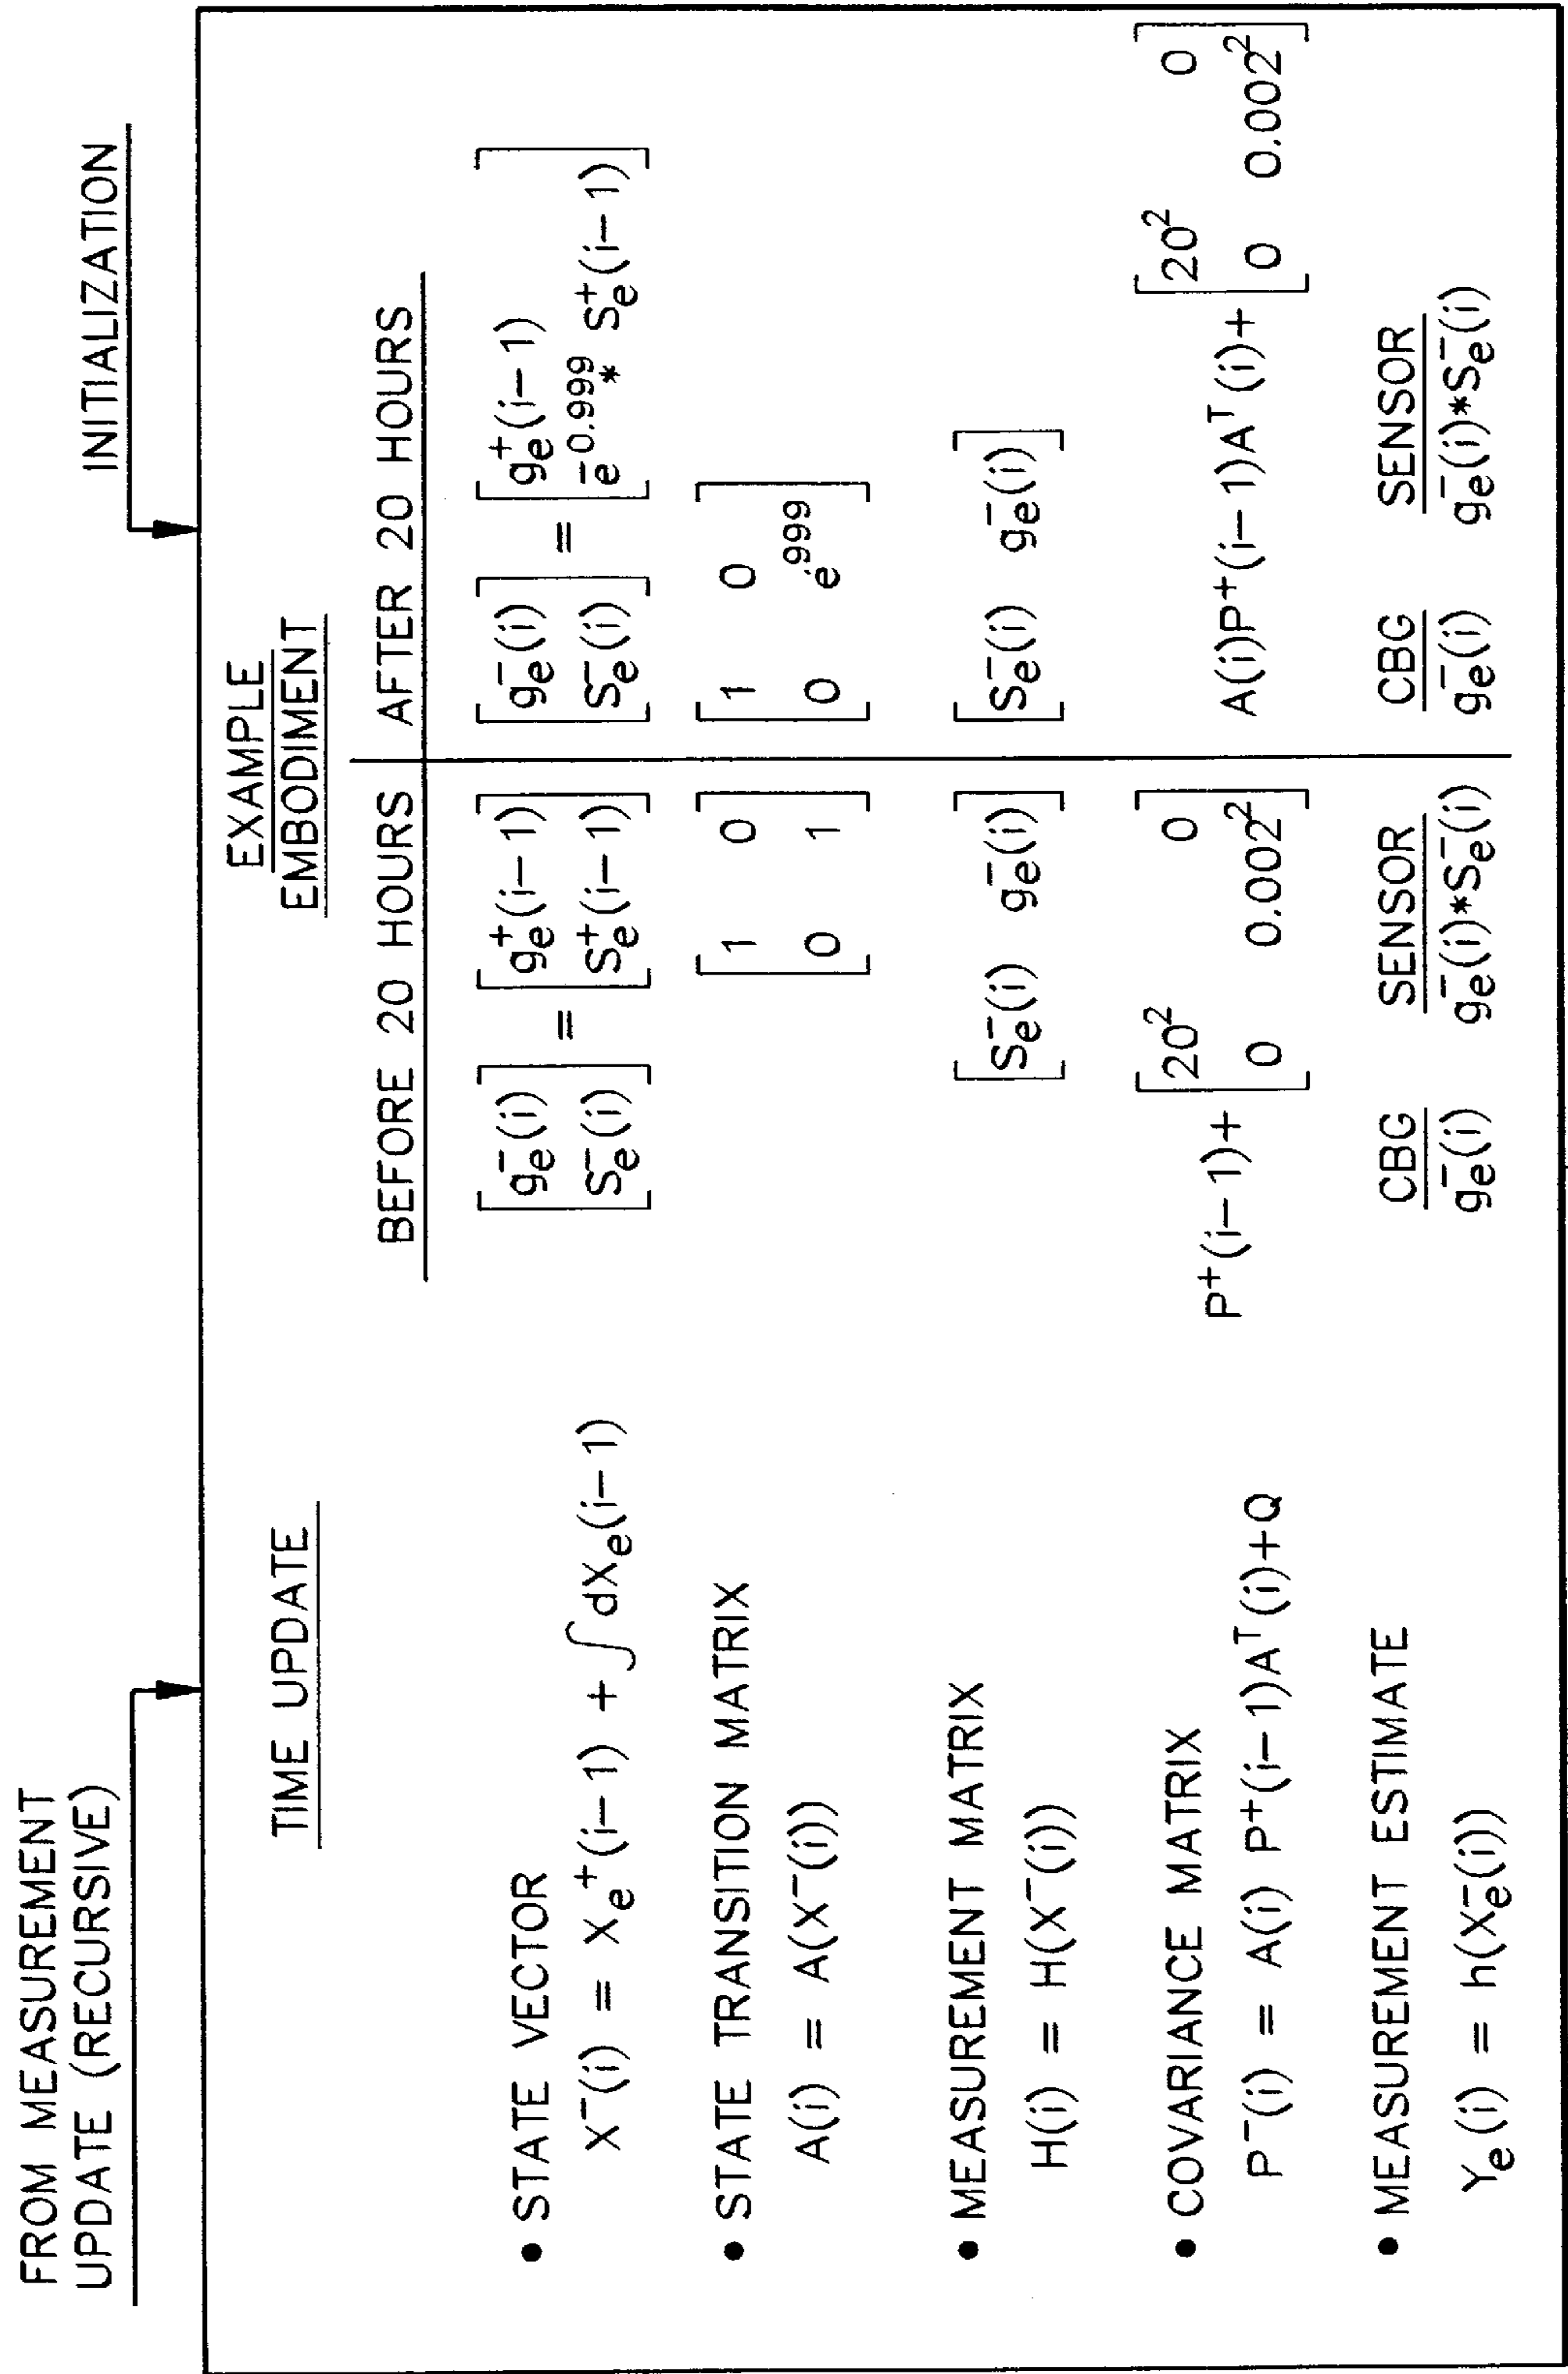 FROM MEASUREMENT
UPDATE (RECURSIVE)
INITIALIZATION
TIME UPDATE
EXAMPLE
EMBODIMENT
BEFORE 20 HOURS AFTER 20 HOURS
• STATE VECTOR
X⁻(i) = Xₑ⁺(i−1) + ∫dXₑ(i−1)
[gₑ⁻(i)] = [gₑ⁺(i−1)]
[Sₑ⁻(i)] [Sₑ⁺(i−1)]
[gₑ⁻(i)] = [gₑ⁺(i−1)]
[Sₑ⁻(i)] [e⁻⁰·⁹⁹⁹* Sₑ⁺(i−1)]
• STATE TRANSITION MATRIX
A(i) = A(X⁻(i))
[1 0]
[0 1]
[1 0]
[0 e^.999]
• MEASUREMENT MATRIX
H(i) = H(X⁻(i))
[Sₑ⁻(i) gₑ⁻(i)]
[Sₑ⁻(i) gₑ⁻(i)]
• COVARIANCE MATRIX
P⁻(i) = A(i) P⁺(i−1)Aᵀ(i)+Q
P⁺(i−1)+ [20² 0]
[0 0.002²]
A(i)P⁺(i−1)Aᵀ(i)+ [20² 0]
[0 0.002²]
• MEASUREMENT ESTIMATE
Yₑ(i) = h(Xₑ⁻(i))
CBG SENSOR
gₑ⁻(i) gₑ⁻(i)*Sₑ⁻(i)
CBG SENSOR
gₑ⁻(i) gₑ⁻(i)*Sₑ⁻(i)